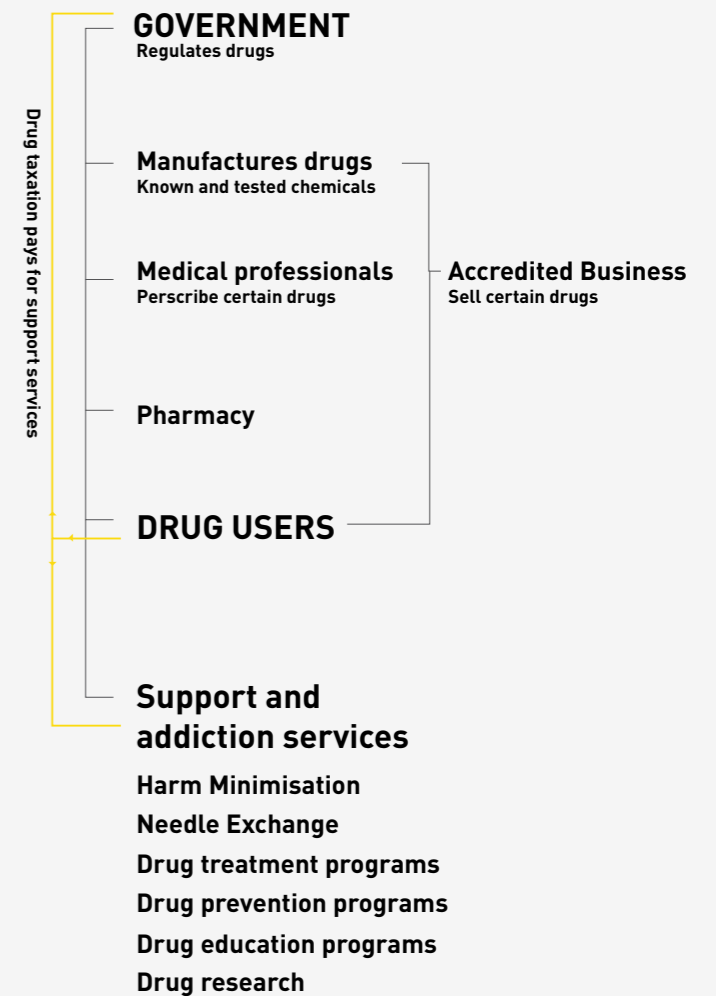 GOVERNMENT
Regulates drugs
Drug taxation pays for support services
Manufactures drugs
Known and tested chemicals
Medical professionals
Perscribe certain drugs
Accredited Business
Sell certain drugs
Pharmacy
DRUG USERS
Support and
addiction services
Harm Minimisation
Needle Exchange
Drug treatment programs
Drug prevention programs
Drug education programs
Drug research